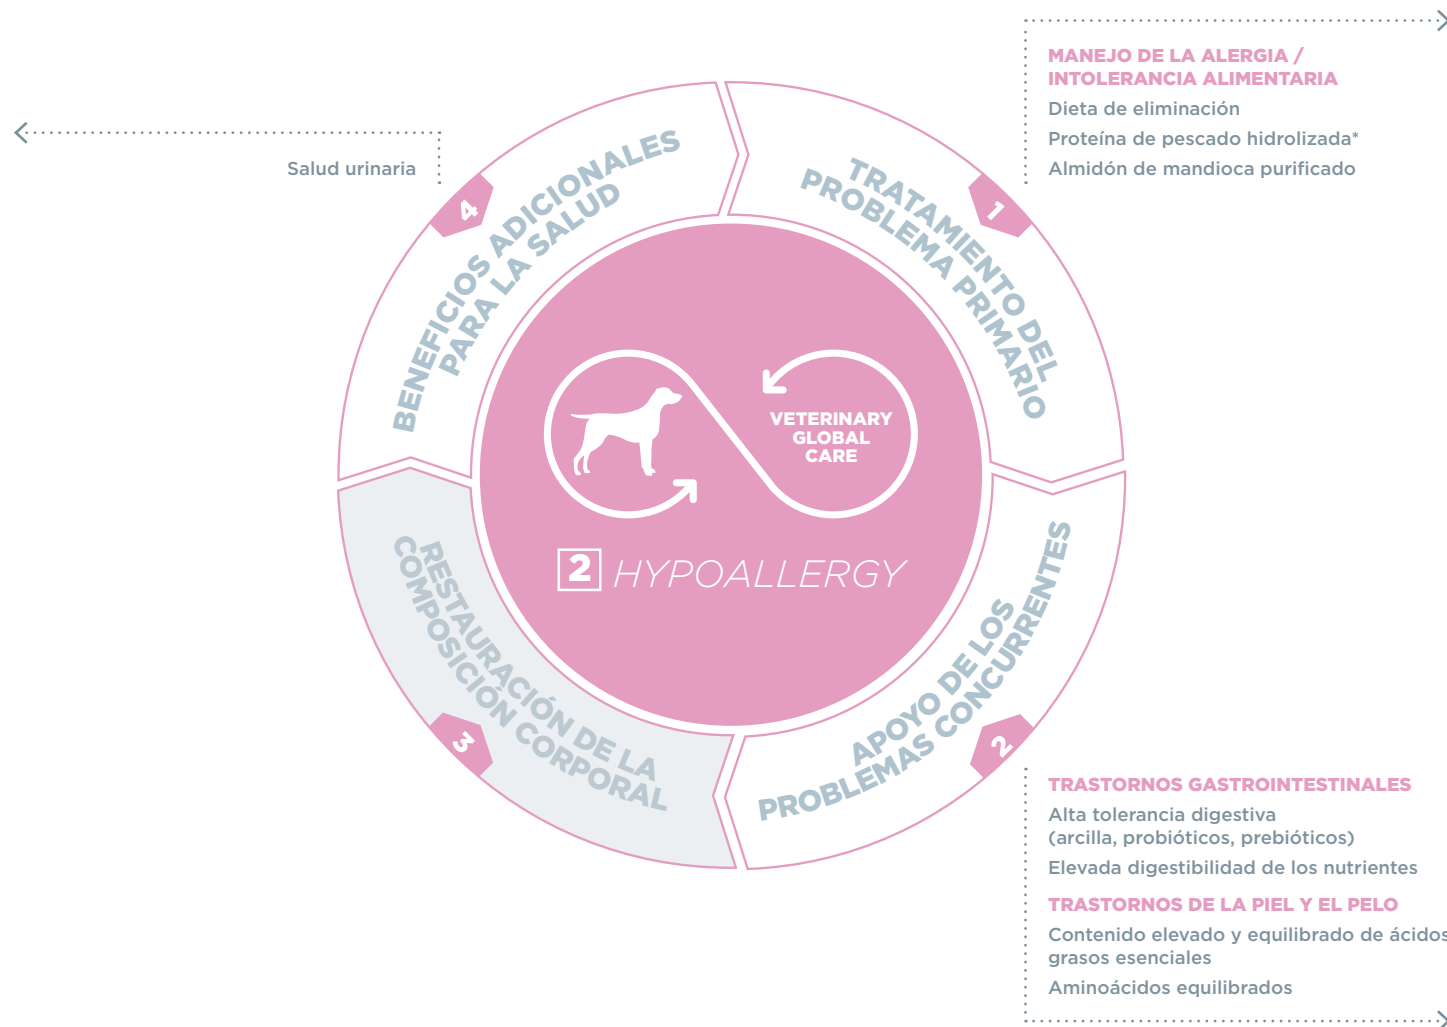 MANEJO DE LA ALERGIA /
INTOLERANCIA ALIMENTARIA
Dieta de eliminación
Proteína de pescado hidrolizada*
Almidón de mandioca purificado
Salud urinaria
4
BENEFICIOS ADICIONALES
PARA LA SALUD
1
TRATAMIENTO DEL
PROBLEMA PRIMARIO
VETERINARY
GLOBAL
CARE
2 HYPOALLERGY
3
RESTAURACIÓN DE LA
COMPOSICIÓN CORPORAL
2
APOYO DE LOS
PROBLEMAS CONCURRENTES
TRASTORNOS GASTROINTESTINALES
Alta tolerancia digestiva
(arcilla, probióticos, prebióticos)
Elevada digestibilidad de los nutrientes
TRASTORNOS DE LA PIEL Y EL PELO
Contenido elevado y equilibrado de ácidos
grasos esenciales
Aminoácidos equilibrados